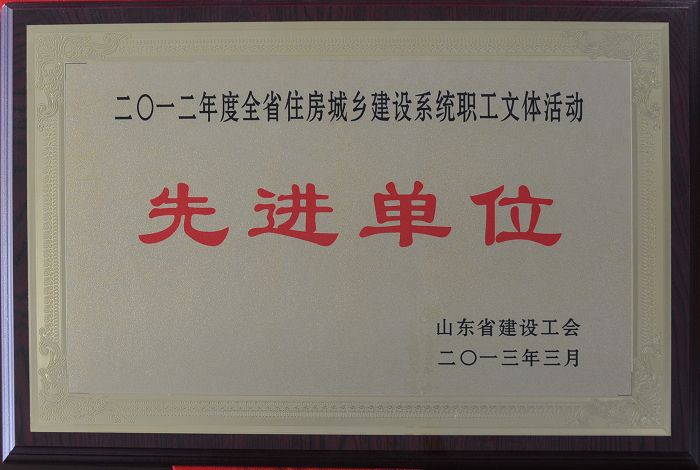 二〇一二年度全省住房城乡建设系统职工文体活动
先进单位
山东省建设工会
二〇一三年三月